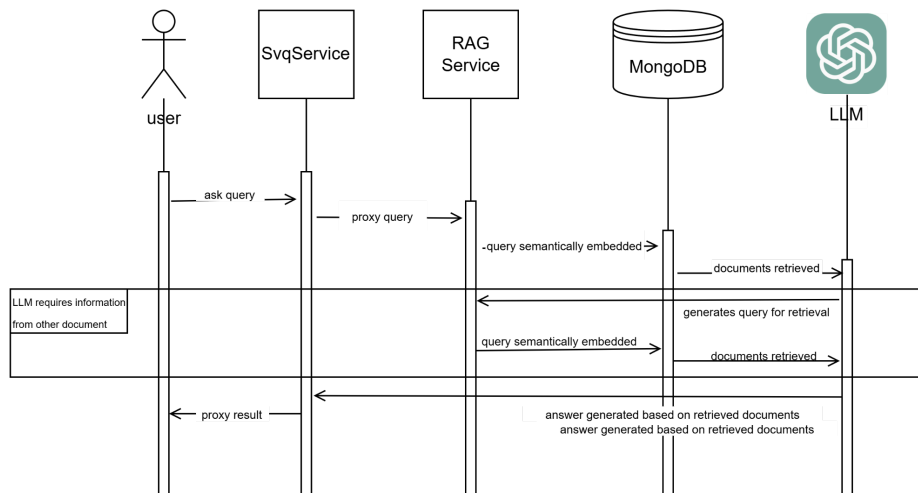 user
SvqService
RAG
Service
MongoDB
LLM
ask query
proxy query
query semantically embedded
documents retrieved
LLM requires information
from other document
generates query for retrieval
query semantically embedded
documents retrieved
proxy result
answer generated based on retrieved documents
answer generated based on retrieved documents